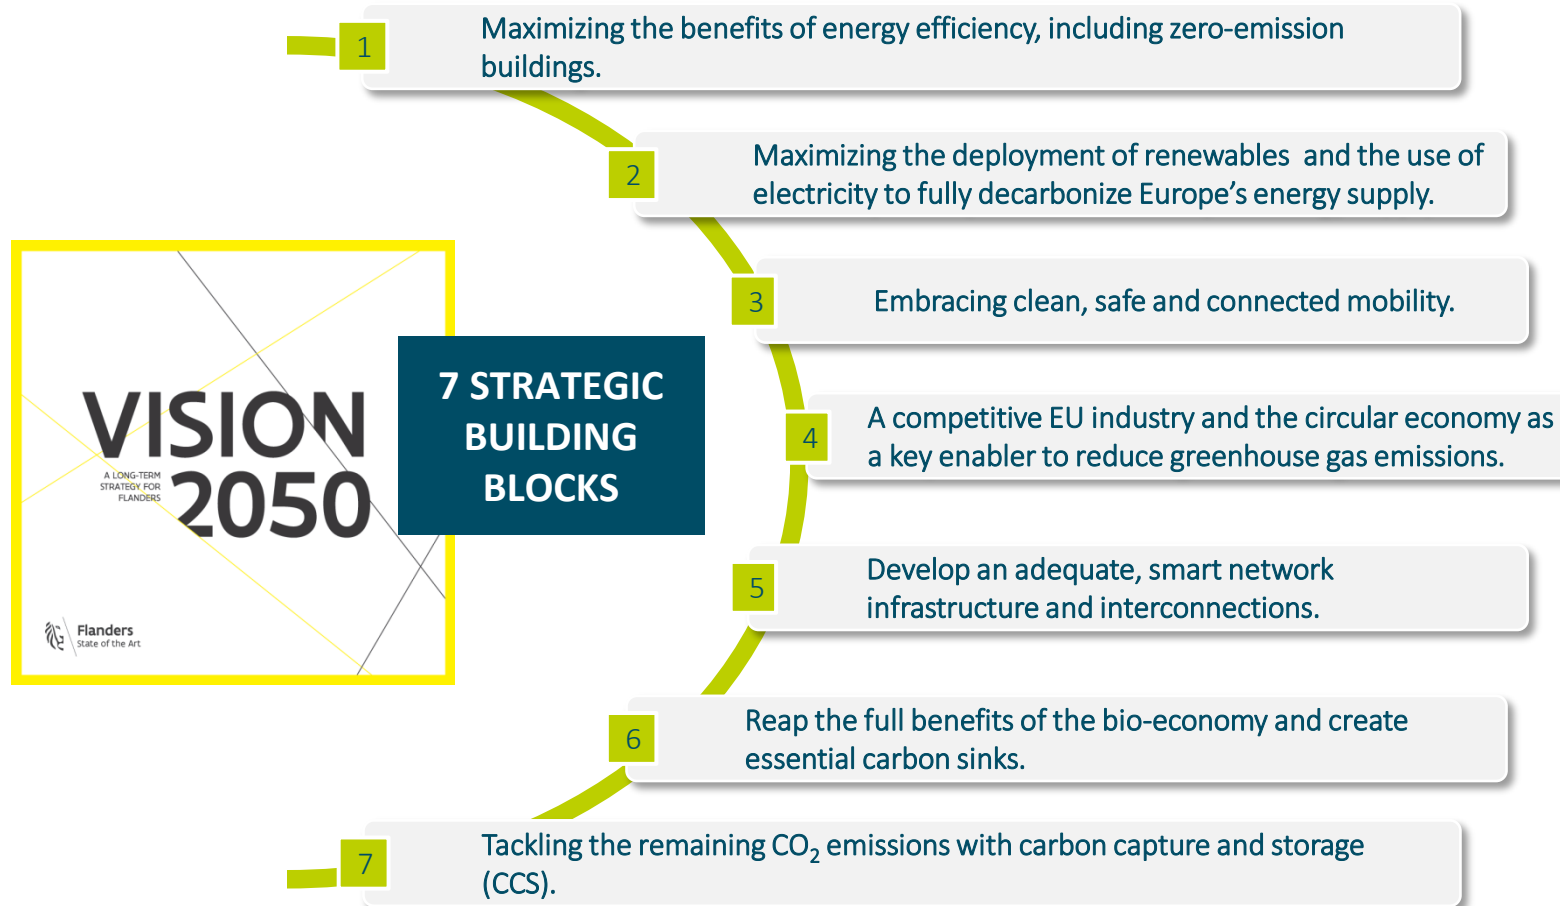 1
Maximizing the benefits of energy efficiency, including zero-emission
buildings.
2
Maximizing the deployment of renewables  and the use of
electricity to fully decarbonize Europe's energy supply.
3
Embracing clean, safe and connected mobility.
VISION
A LONG-TERM
STRATEGY FOR
FLANDERS
2050
Flanders
State of the Art
7 STRATEGIC
BUILDING
BLOCKS
4
A competitive EU industry and the circular economy as
a key enabler to reduce greenhouse gas emissions.
5
Develop an adequate, smart network
infrastructure and interconnections.
6
Reap the full benefits of the bio-economy and create
essential carbon sinks.
7
Tackling the remaining CO₂ emissions with carbon capture and storage
(CCS).